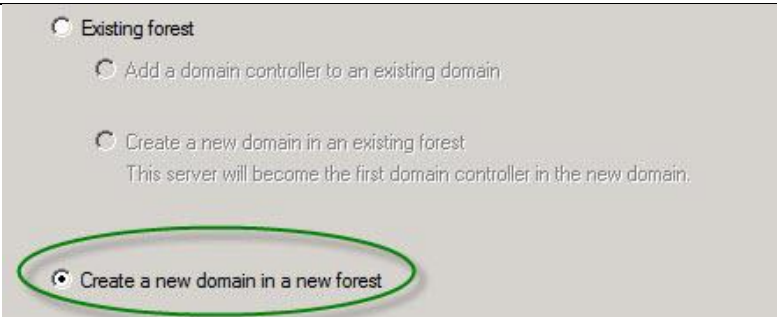 Existing forest
Add a domain controller to an existing domain
Create a new domain in an existing forest
This server will become the first domain controller in the new domain.
Create a new domain in a new forest